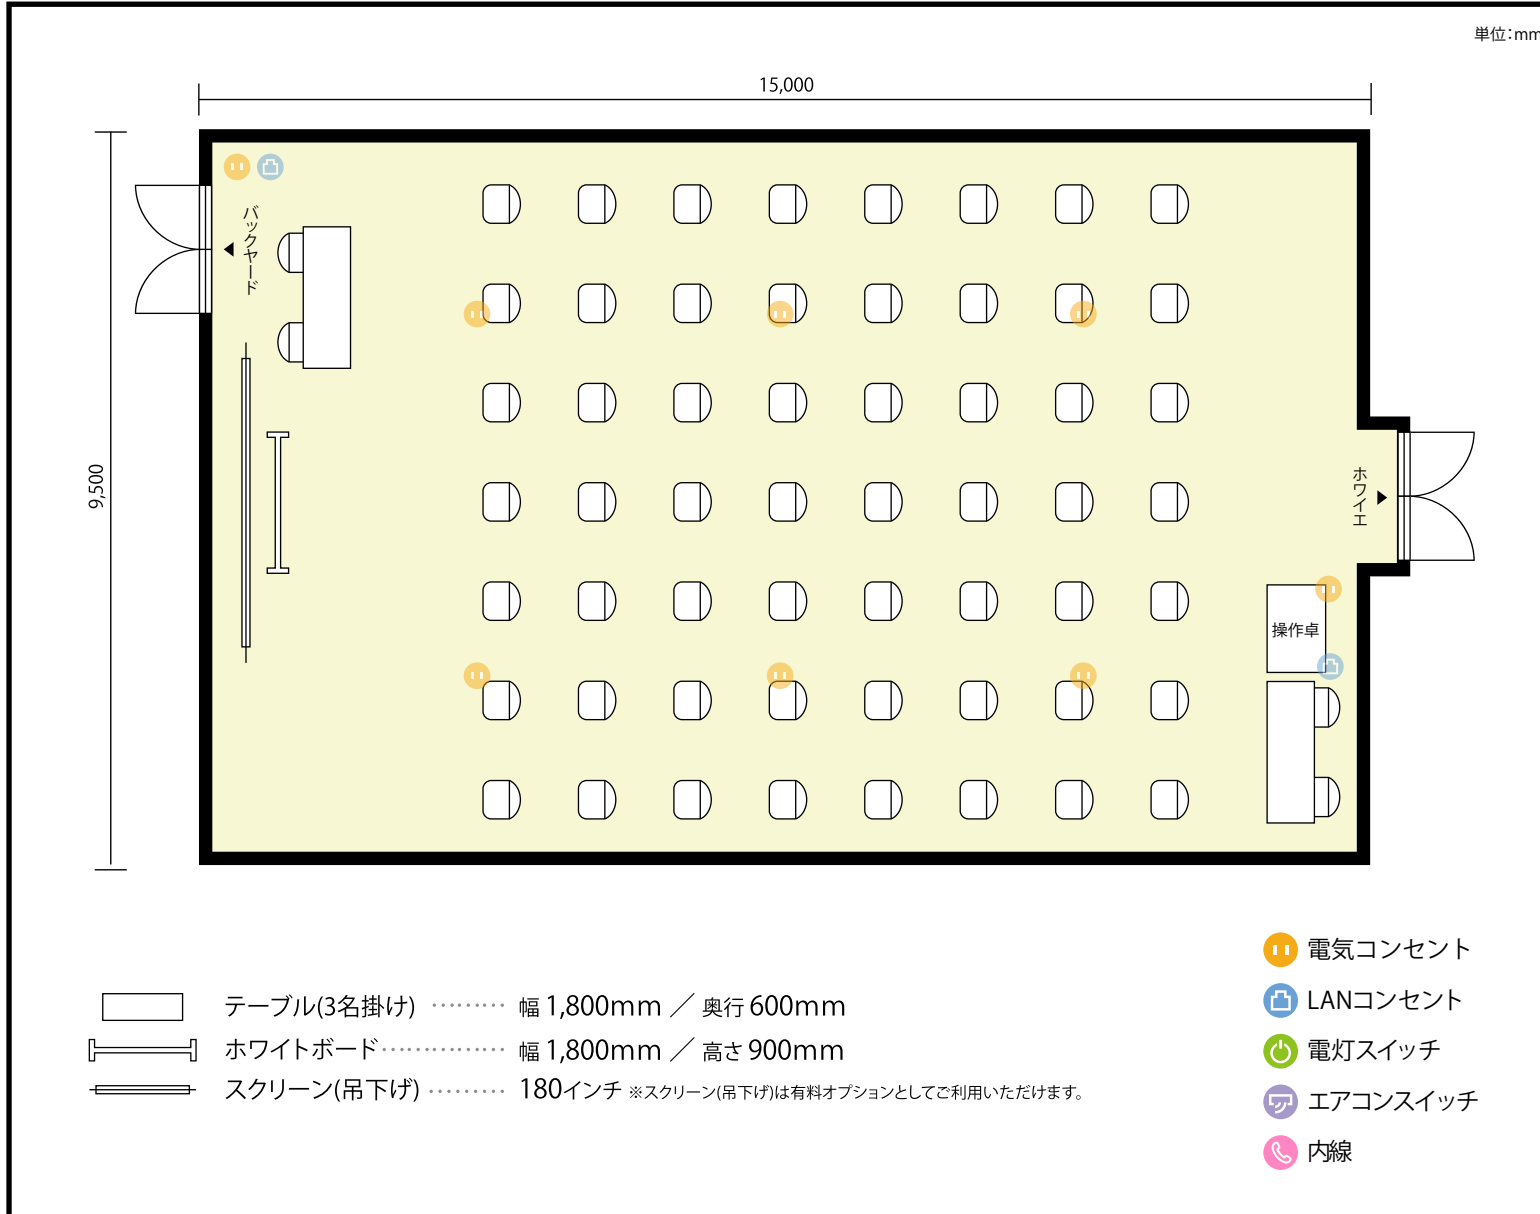 単位：mm
15,000
9,500
バックヤード
ホワイエ
操作卓
テーブル(3名掛け) ········· 幅 1,800mm ／ 奥行 600mm
ホワイトボード ··············· 幅 1,800mm ／ 高さ 900mm
スクリーン(吊下げ) ·········· 180インチ ※スクリーン(吊下げ)は有料オプションとしてご利用いただけます。
電気コンセント
LANコンセント
電灯スイッチ
エアコンスイッチ
内線